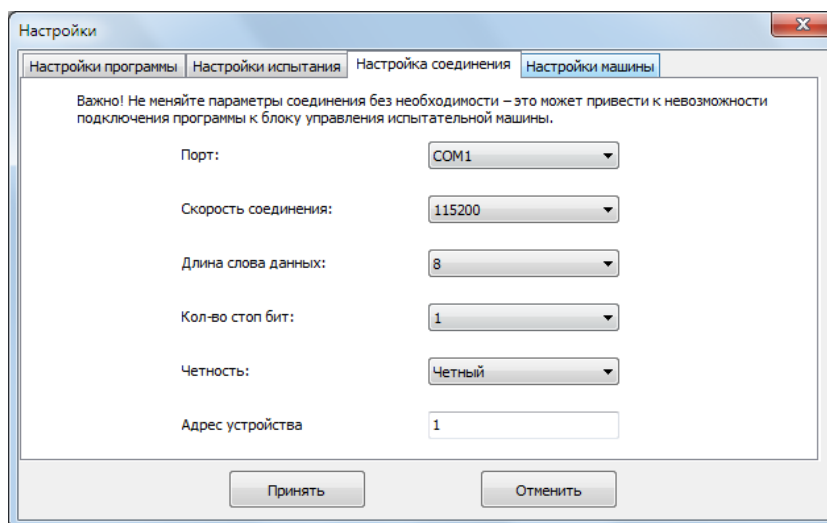 Настройки
Настройки программы Настройки испытания Настройка соединения Настройки машины
Важно! Не меняйте параметры соединения без необходимости – это может привести к невозможности
подключения программы к блоку управления испытательной машины.
Порт: COM1
Скорость соединения: 115200
Длина слова данных: 8
Кол-во стоп бит: 1
Четность: Четный
Адрес устройства 1
Принять Отменить